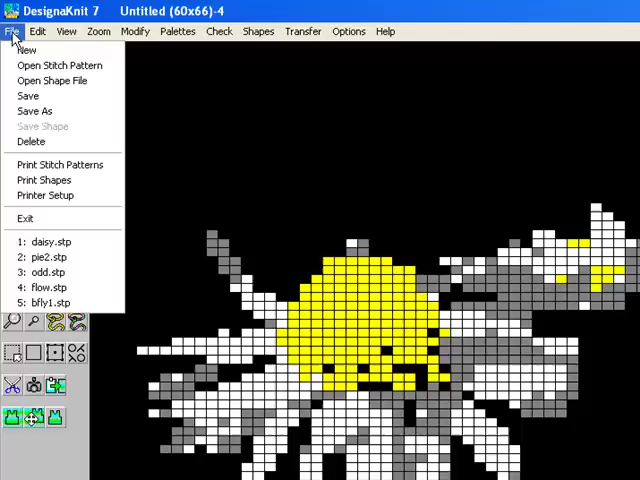 DesignaKnit 7 Untitled (60x66)-4
File Edit View Zoom Modify Palettes Check Shapes Transfer Options Help
New
Open Stitch Pattern
Open Shape File
Save
Save As
Save Shape
Delete
Print Stitch Patterns
Print Shapes
Printer Setup
Exit
1: daisy.stp
2: pie2.stp
3: odd.stp
4: flow.stp
5: bfly1.stp